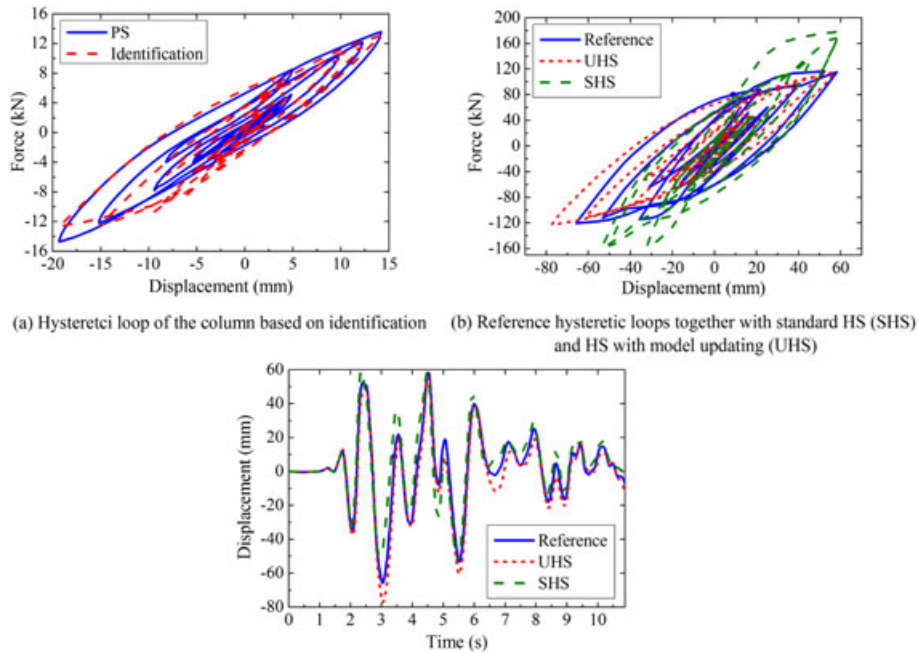 16
12
8
4
0
-4
-8
-12
16
-20 -15 -10 -5 0 5 10 15
Force (kN)
Displacement (mm)
PS
Identification
(a) Hysteretci loop of the column based on identification
200
160
120
80
40
0
-40
-80
-120
-160
-80 -60 -40 -20 0 20 40 60
Force (kN)
Displacement (mm)
Reference
UHS
SHS
(b) Reference hysteretic loops together with standard HS (SHS)
and HS with model updating (UHS)
60
40
20
0
-20
-40
-60
-80
0 1 2 3 4 5 6 7 8 9 10
Displacement (mm)
Time (s)
Reference
UHS
SHS